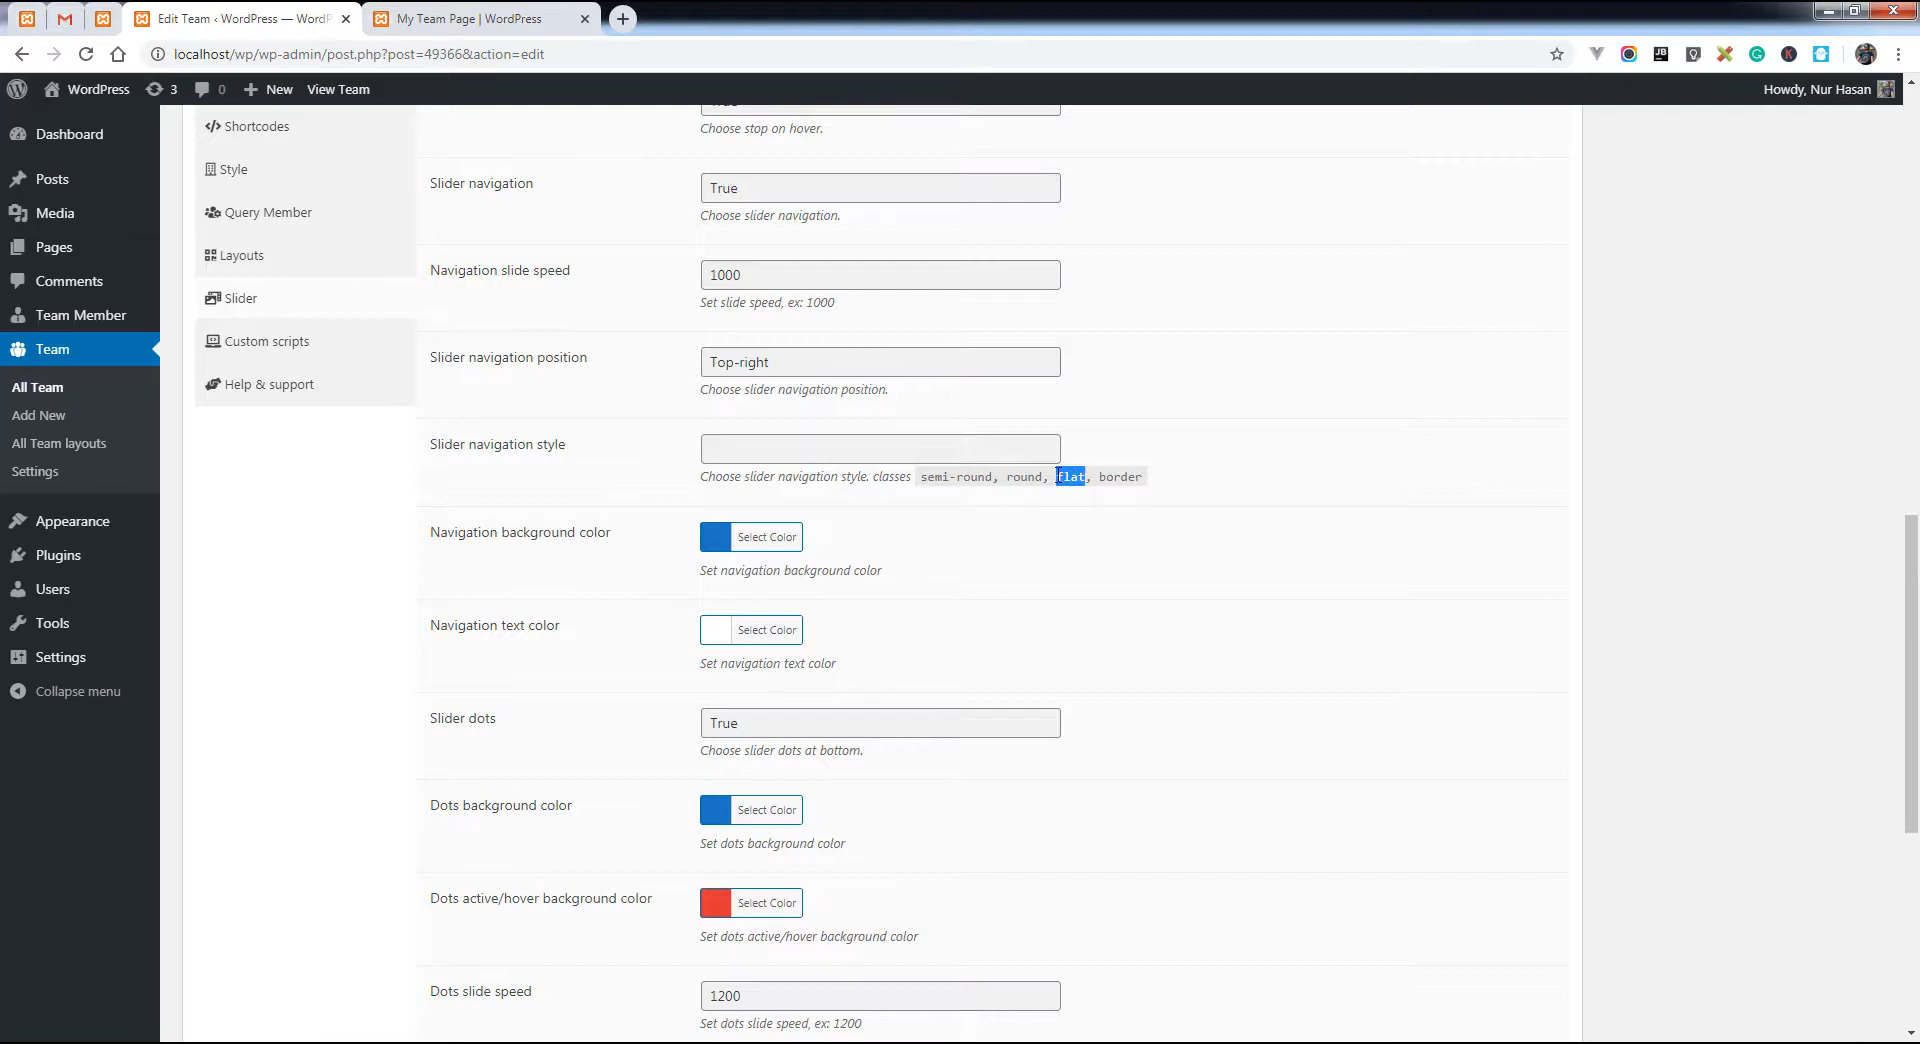 Edit Team ‹ WordPress — WordP
My Team Page | WordPress
localhost/wp/wp-admin/post.php?post=49366&action=edit
WordPress
3
0
New
View Team
Howdy, Nur Hasan
Dashboard
Posts
Media
Pages
Comments
Team Member
Team
All Team
Add New
All Team layouts
Settings
Appearance
Plugins
Users
Tools
Settings
Collapse menu
Shortcodes
Style
Query Member
Layouts
Slider
Custom scripts
Help & support
Choose stop on hover.
Slider navigation
True
Choose slider navigation.
Navigation slide speed
1000
Set slide speed, ex: 1000
Slider navigation position
Top-right
Choose slider navigation position.
Slider navigation style
Choose slider navigation style. classes semi-round, round, flat, border
Navigation background color
Select Color
Set navigation background color
Navigation text color
Select Color
Set navigation text color
Slider dots
True
Choose slider dots at bottom.
Dots background color
Select Color
Set dots background color
Dots active/hover background color
Select Color
Set dots active/hover background color
Dots slide speed
1200
Set dots slide speed, ex: 1200